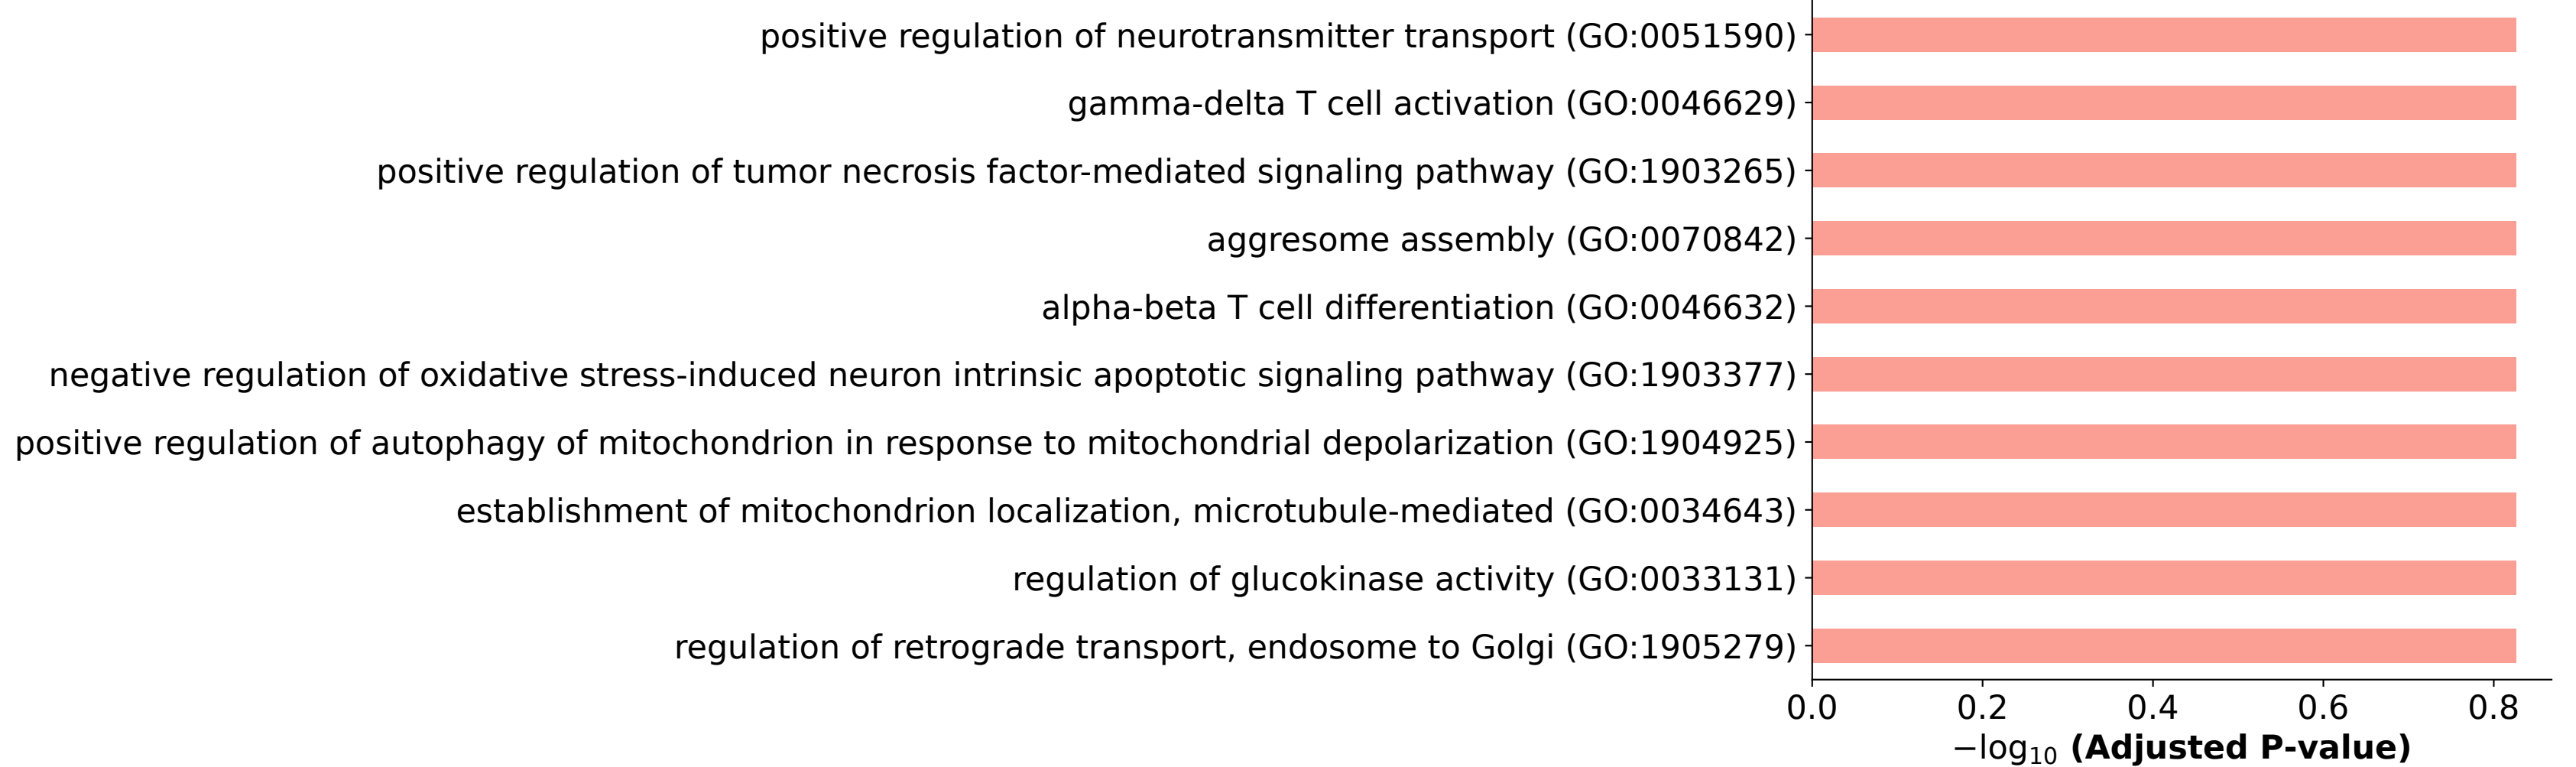 positive regulation of neurotransmitter transport (GO:0051590)
gamma-delta T cell activation (GO:0046629)
positive regulation of tumor necrosis factor-mediated signaling pathway (GO:1903265)
aggresome assembly (GO:0070842)
alpha-beta T cell differentiation (GO:0046632)
negative regulation of oxidative stress-induced neuron intrinsic apoptotic signaling pathway (GO:1903377)
positive regulation of autophagy of mitochondrion in response to mitochondrial depolarization (GO:1904925)
establishment of mitochondrion localization, microtubule-mediated (GO:0034643)
regulation of glucokinase activity (GO:0033131)
regulation of retrograde transport, endosome to Golgi (GO:1905279)
0.0 0.2 0.4 0.6 0.8
−log₁₀ (Adjusted P-value)